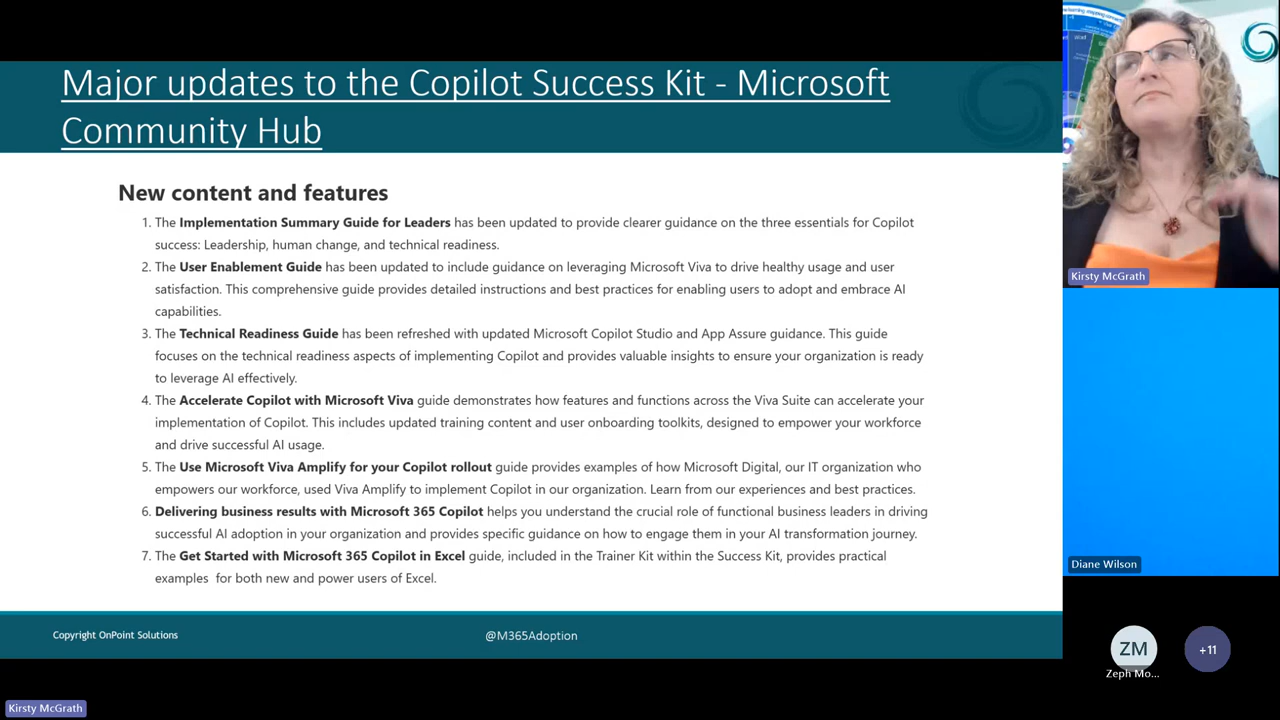 Major updates to the Copilot Success Kit - Microsoft
Community Hub
New content and features
1. The Implementation Summary Guide for Leaders has been updated to provide clearer guidance on the three essentials for Copilot
success: Leadership, human change, and technical readiness.
2. The User Enablement Guide has been updated to include guidance on leveraging Microsoft Viva to drive healthy usage and user
satisfaction. This comprehensive guide provides detailed instructions and best practices for enabling users to adopt and embrace AI
capabilities.
3. The Technical Readiness Guide has been refreshed with updated Microsoft Copilot Studio and App Assure guidance. This guide
focuses on the technical readiness aspects of implementing Copilot and provides valuable insights to ensure your organization is ready
to leverage AI effectively.
4. The Accelerate Copilot with Microsoft Viva guide demonstrates how features and functions across the Viva Suite can accelerate your
implementation of Copilot. This includes updated training content and user onboarding toolkits, designed to empower your workforce
and drive successful AI usage.
5. The Use Microsoft Viva Amplify for your Copilot rollout guide provides examples of how Microsoft Digital, our IT organization who
empowers our workforce, used Viva Amplify to implement Copilot in our organization. Learn from our experiences and best practices.
6. Delivering business results with Microsoft 365 Copilot helps you understand the crucial role of functional business leaders in driving
successful AI adoption in your organization and provides specific guidance on how to engage them in your AI transformation journey.
7. The Get Started with Microsoft 365 Copilot in Excel guide, included in the Trainer Kit within the Success Kit, provides practical
examples for both new and power users of Excel.
Copyright OnPoint Solutions
@M365Adoption
Kirsty McGrath
Word
Kirsty McGrath
Diane Wilson
ZM
+11
Zeph Mo...